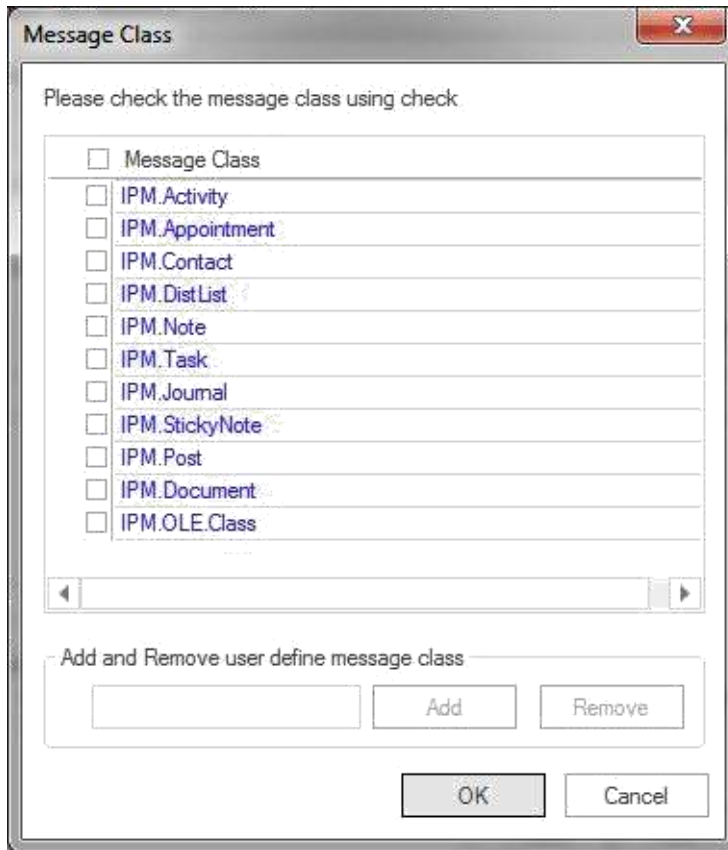 Message Class
Please check the message class using check
Message Class
IPM.Activity
IPM.Appointment
IPM.Contact
IPM.DistList
IPM.Note
IPM.Task
IPM.Journal
IPM.StickyNote
IPM.Post
IPM.Document
IPM.OLE.Class
Add and Remove user define message class
Add Remove
OK Cancel